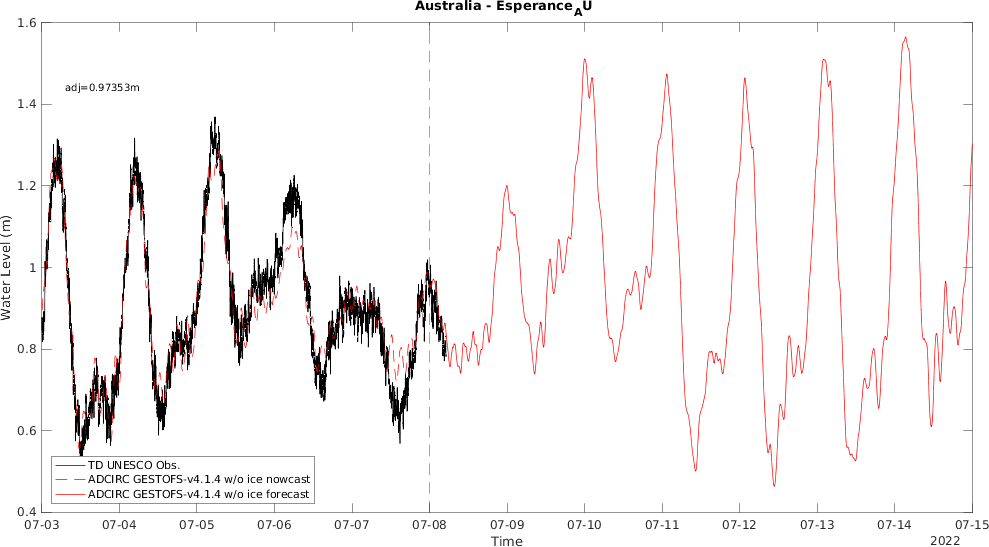 Australia - Esperance_AU
1.6
adj=0.97353m
1.4
1.2
1
0.8
0.6
0.4
Water Level (m)
TD UNESCO Obs.
ADCIRC GESTOFS-v4.1.4 w/o ice nowcast
ADCIRC GESTOFS-v4.1.4 w/o ice forecast
07-03 07-04 07-05 07-06 07-07 07-08 07-09 07-10 07-11 07-12 07-13 07-14 07-15
Time
2022